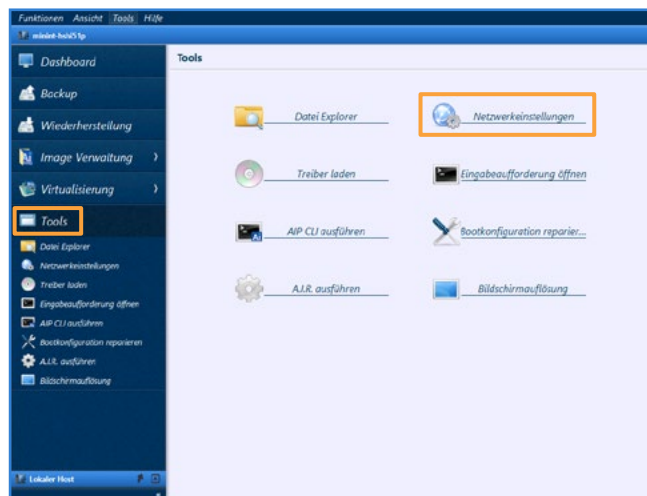 Funktionen Ansicht Tools Hilfe
Dashboard
Backup
Wiederherstellung
Image Verwaltung
Virtualisierung
Tools
Datei Explorer
Netzwerkeinstellungen
Treiber laden
Eingabeaufforderung öffnen
AIP CLI ausführen
Bootkonfiguration reparieren
A.I.R. ausführen
Bildschirmauflösung
Lokaler Host
Tools
Datei Explorer
Netzwerkeinstellungen
Treiber laden
Eingabeaufforderung öffnen
AIP CLI ausführen
Bootkonfiguration reparier...
A.I.R. ausführen
Bildschirmauflösung